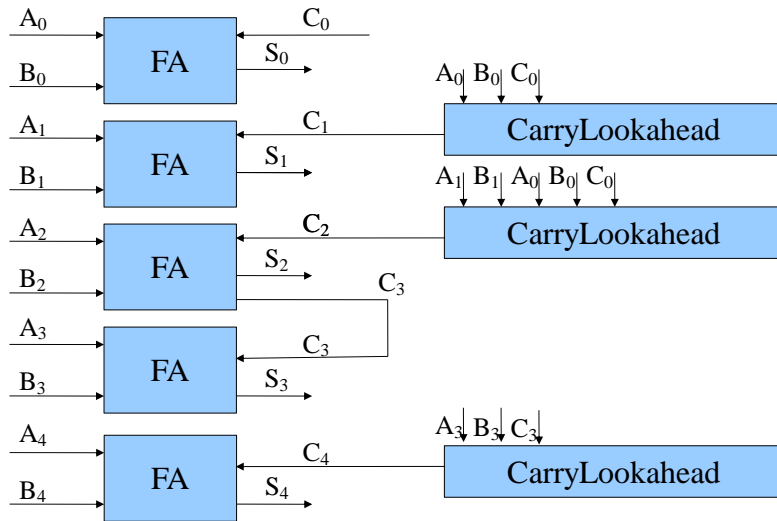 A₀
C₀
FA
S₀
B₀
A₀ B₀ C₀
A₁
C₁
CarryLookahead
FA
S₁
B₁
A₁ B₁ A₀ B₀ C₀
A₂
C₂
CarryLookahead
FA
S₂
B₂
C₃
A₃
C₃
FA
S₃
B₃
A₃ B₃ C₃
A₄
C₄
CarryLookahead
FA
S₄
B₄